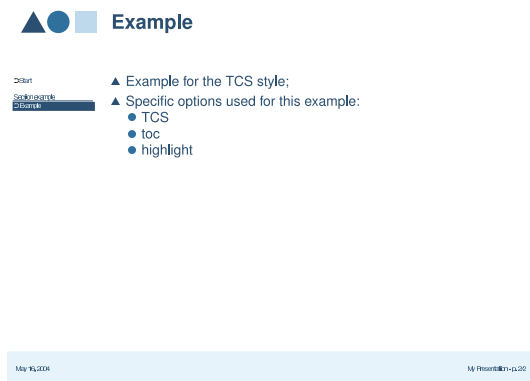 Example
Start
Section example
Example
Example for the TCS style;
Specific options used for this example:
TCS
toc
highlight
May 16, 2004
My Presentation - p. 2/2